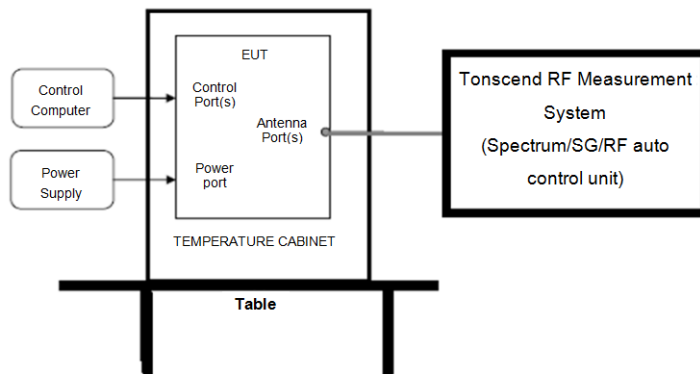 EUT
Control
Computer
Control
Port(s)
Antenna
Port(s)
Power
Supply
Power
port
TEMPERATURE CABINET
Table
Tonscend RF Measurement
System
(Spectrum/SG/RF auto
control unit)